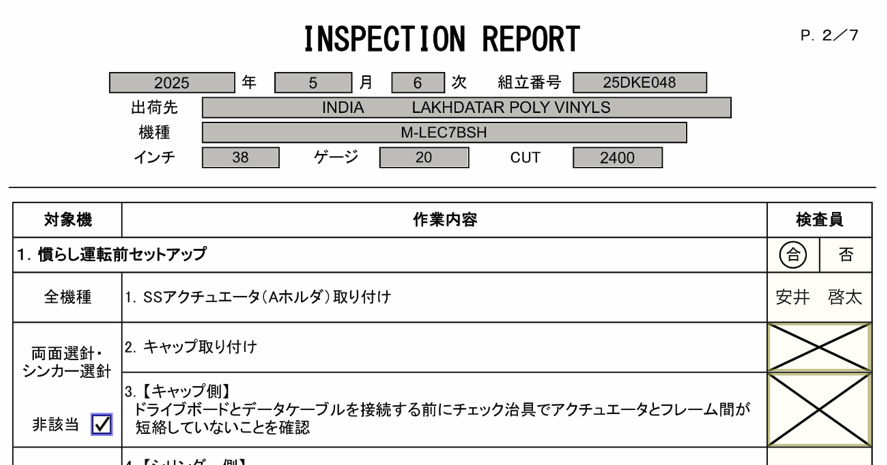 INSPECTION REPORT
P. 2/7
2025 年 5 月 6 次 組立番号 25DKE048
出荷先 INDIA LAKHDATAR POLY VINYLS
機種 M-LEC7BSH
インチ 38 ゲージ 20 CUT 2400
対象機 作業内容 検査員
1. 慣らし運転前セットアップ 合 否
全機種 1. SSアクチュエータ(Aホルダ)取り付け 安井 啓太
両面選針・
シンカー選針
非該当
2. キャップ取り付け
3.【キャップ側】
ドライブボードとデータケーブルを接続する前にチェック治具でアクチュエータとフレーム間が
短絡していないことを確認